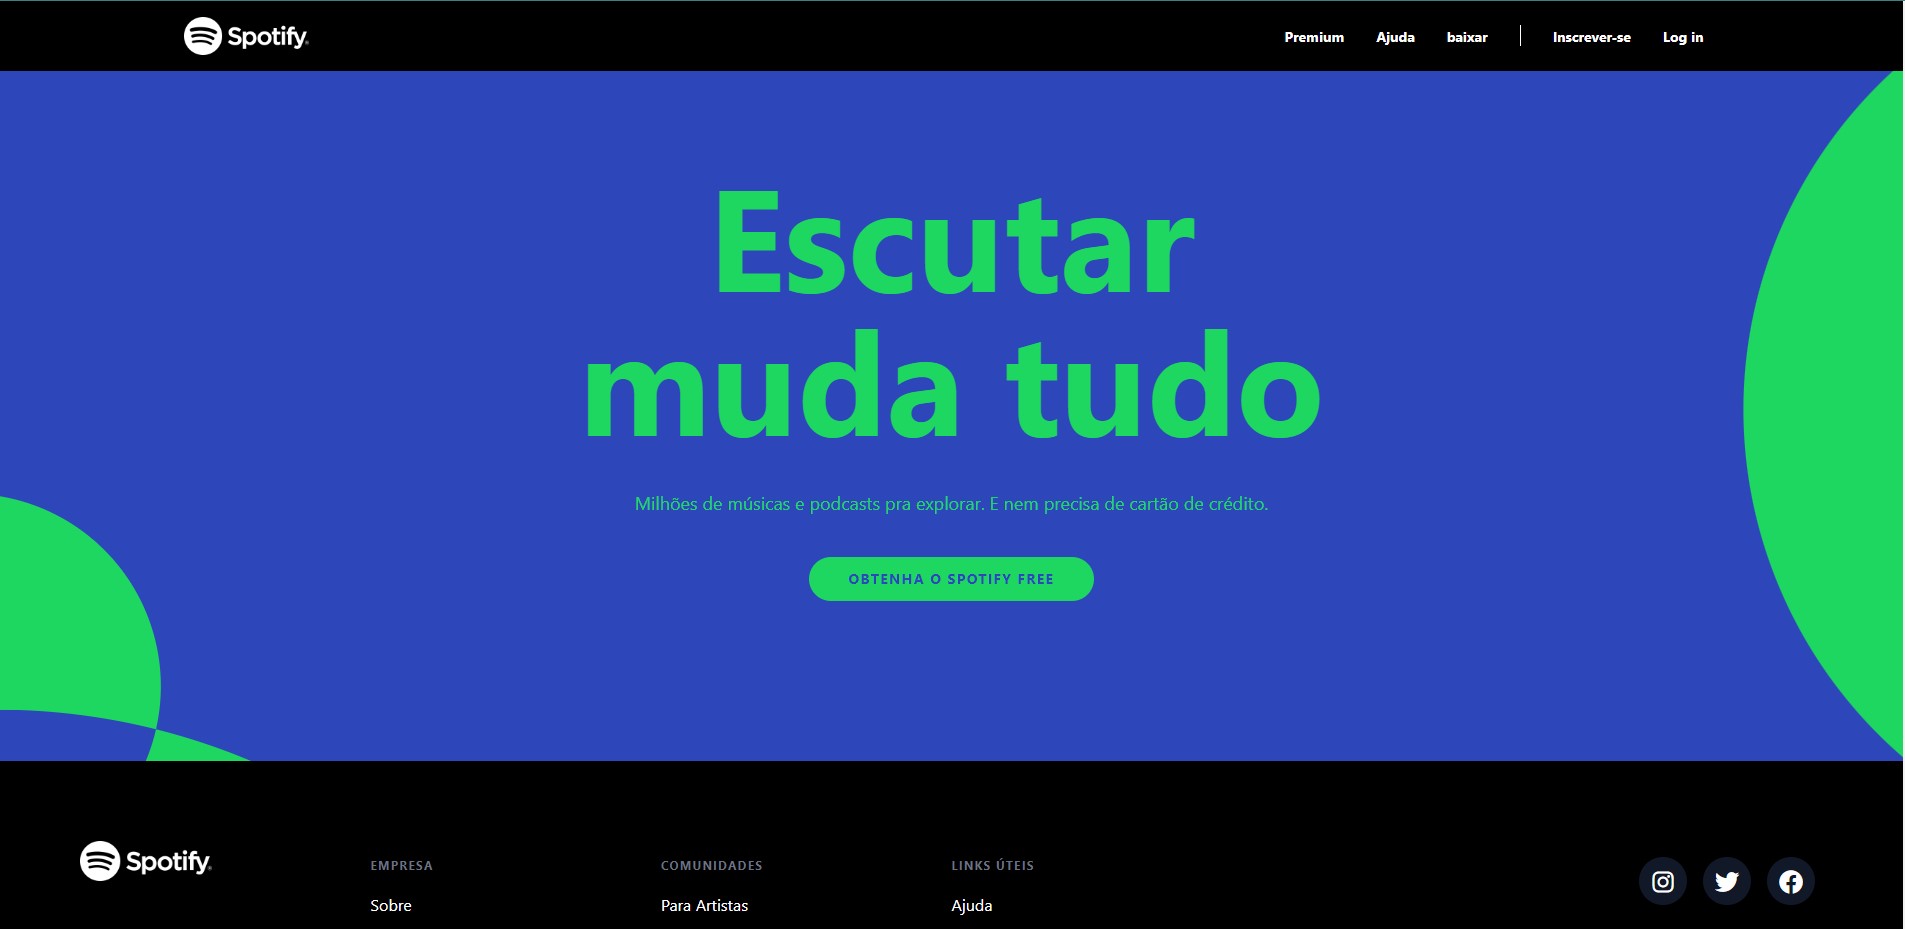 Spotify
Premium Ajuda baixar Inscrever-se Log in
Escutar
muda tudo
Milhões de músicas e podcasts pra explorar. E nem precisa de cartão de crédito.
OBTENHA O SPOTIFY FREE
Spotify
EMPRESA
Sobre
COMUNIDADES
Para Artistas
LINKS ÚTEIS
Ajuda